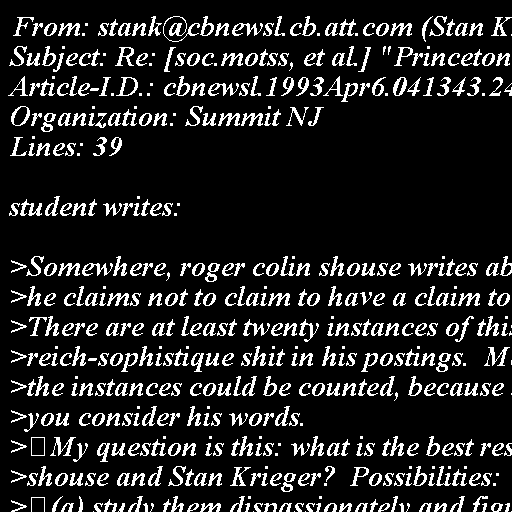 From: stank@cbnewsl.cb.att.com (Stan K
Subject: Re: [soc.motss, et al.] "Princeton
Article-I.D.: cbnewsl.1993Apr6.041343.24
Organization: Summit NJ
Lines: 39

student writes:

>Somewhere, roger colin shouse writes ab
>he claims not to claim to have a claim to
>There are at least twenty instances of this
>reich-sophistique shit in his postings.  M
>the instances could be counted, because
>you consider his words.
>□My question is this: what is the best res
>shouse and Stan Krieger?  Possibilities:
>□(a) study them dispassionately and figu